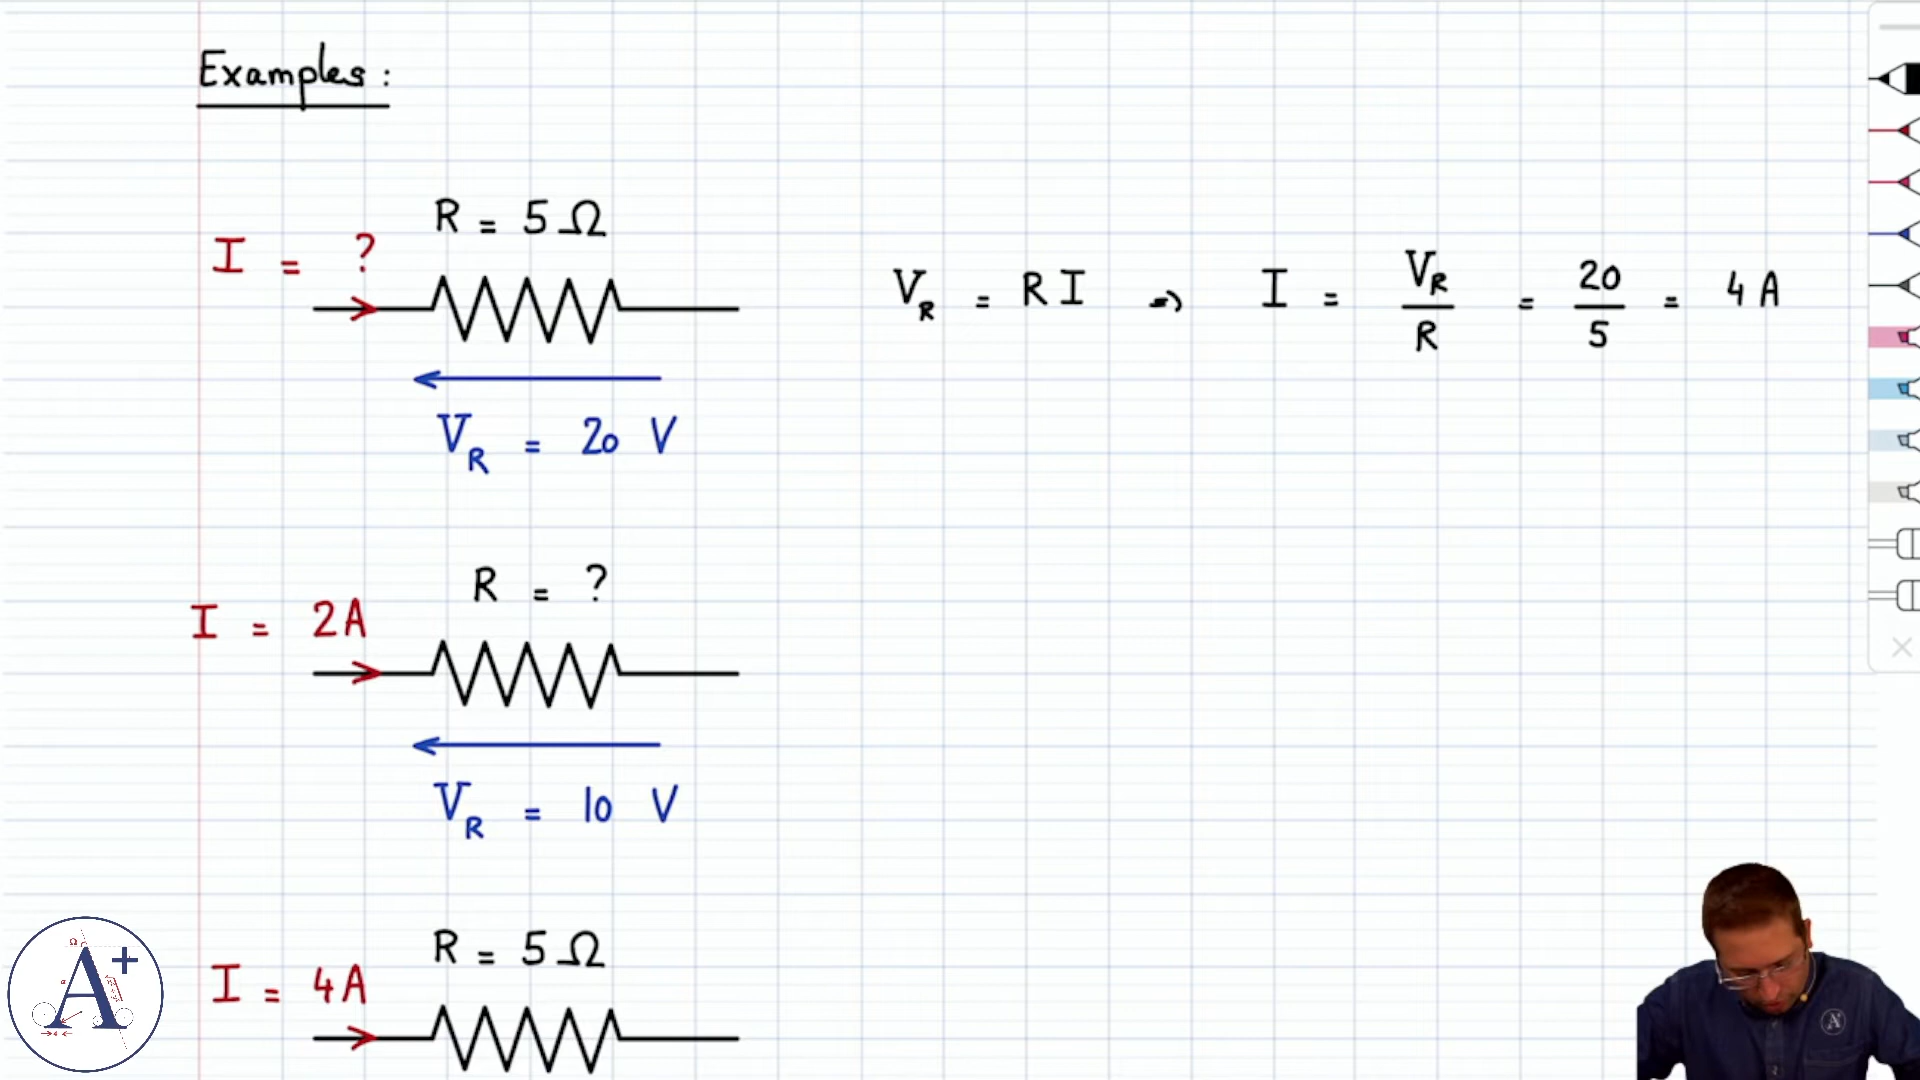 Examples :
R = 5 Ω
I = ?
V_R = R I ⇒ I = V_R / R = 20 / 5 = 4 A
V_R = 20 V
R = ?
I = 2A
V_R = 10 V
R = 5 Ω
I = 4A
A+